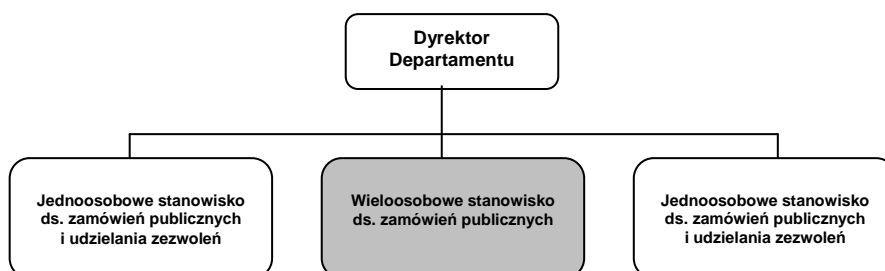 Dyrektor
Departamentu
Jednoosobowe stanowisko
ds. zamówień publicznych
i udzielania zezwoleń
Wieloosobowe stanowisko
ds. zamówień publicznych
Jednoosobowe stanowisko
ds. zamówień publicznych
i udzielania zezwoleń